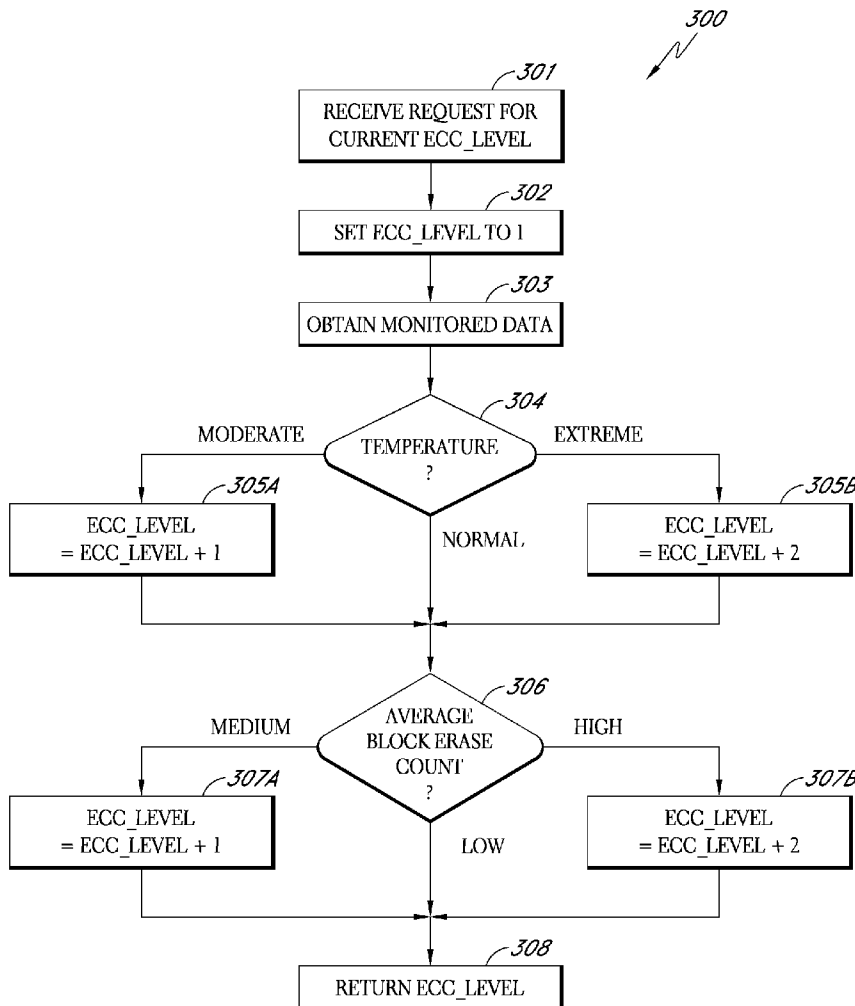 300
301
RECEIVE REQUEST FOR
CURRENT ECC_LEVEL
302
SET ECC_LEVEL TO 1
303
OBTAIN MONITORED DATA
304
MODERATE
TEMPERATURE
?
EXTREME
NORMAL
305A
ECC_LEVEL
= ECC_LEVEL + 1
305B
ECC_LEVEL
= ECC_LEVEL + 2
306
MEDIUM
AVERAGE
BLOCK ERASE
COUNT
?
HIGH
LOW
307A
ECC_LEVEL
= ECC_LEVEL + 1
307B
ECC_LEVEL
= ECC_LEVEL + 2
308
RETURN ECC_LEVEL